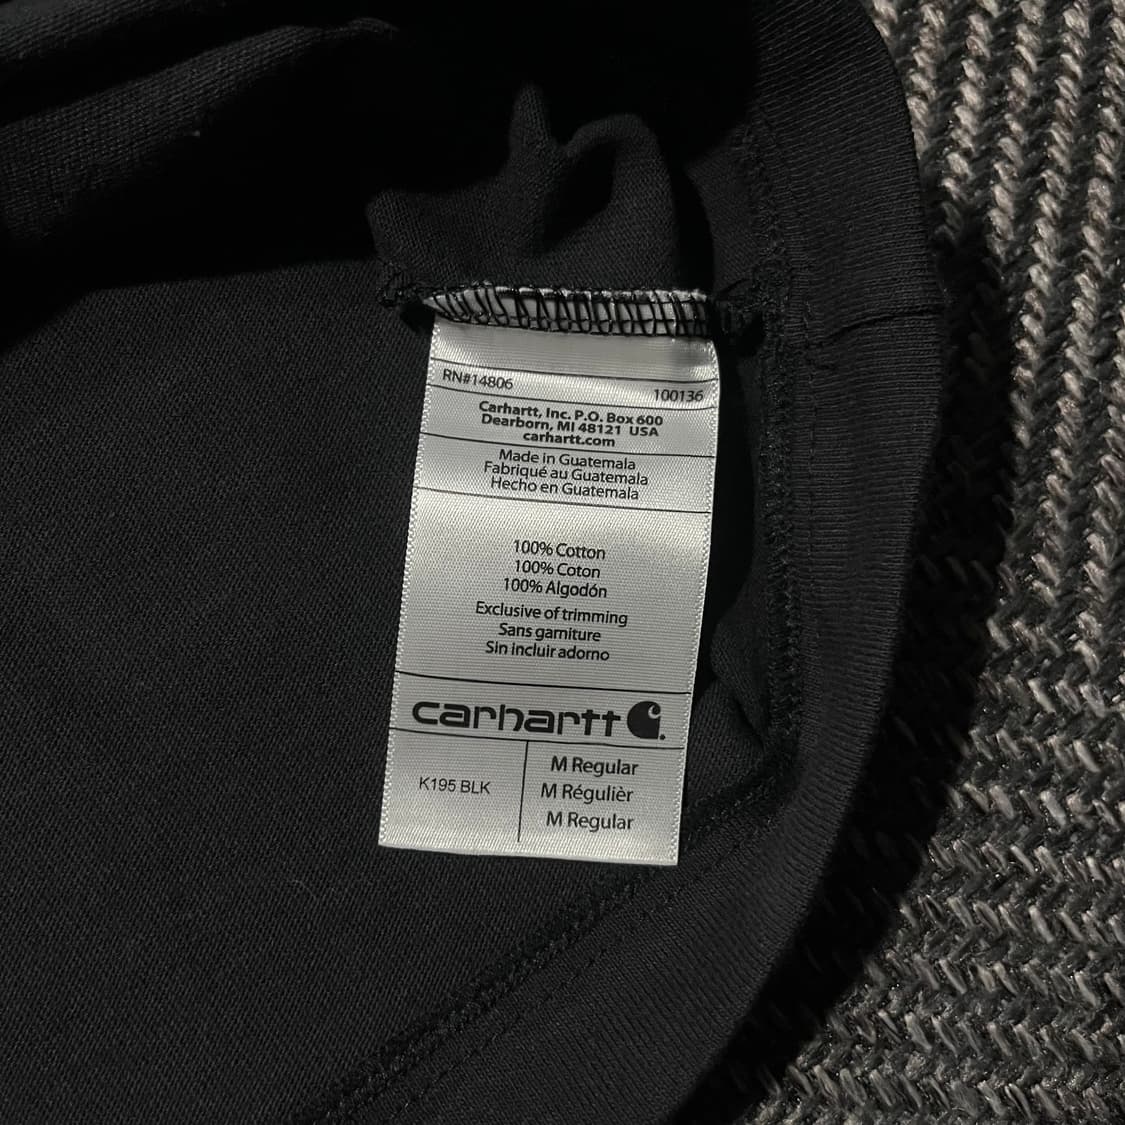 RN#14806
100136
Carhartt, Inc. P.O. Box 600
Dearborn, MI 48121 USA
carhartt.com
Made in Guatemala
Fabriqué au Guatemala
Hecho en Guatemala
100% Cotton
100% Coton
100% Algodón
Exclusive of trimming
Sans garniture
Sin incluir adorno
carhartt
K195 BLK
M Regular
M Régulièr
M Regular